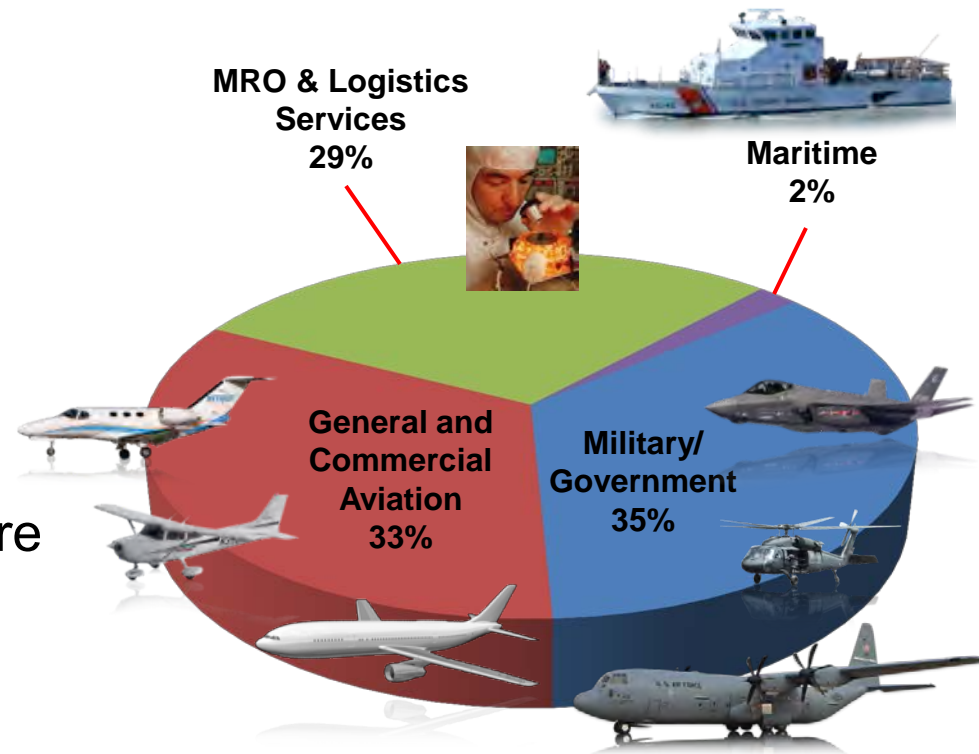 MRO & Logistics
Services
29%
Maritime
2%
General and
Commercial
Aviation
33%
Military/
Government
35%
re